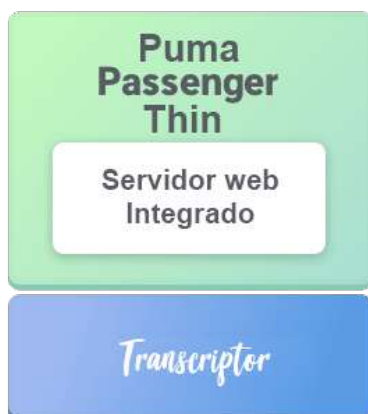 Puma
Passenger
Thin
Servidor web
Integrado
Transcriptor